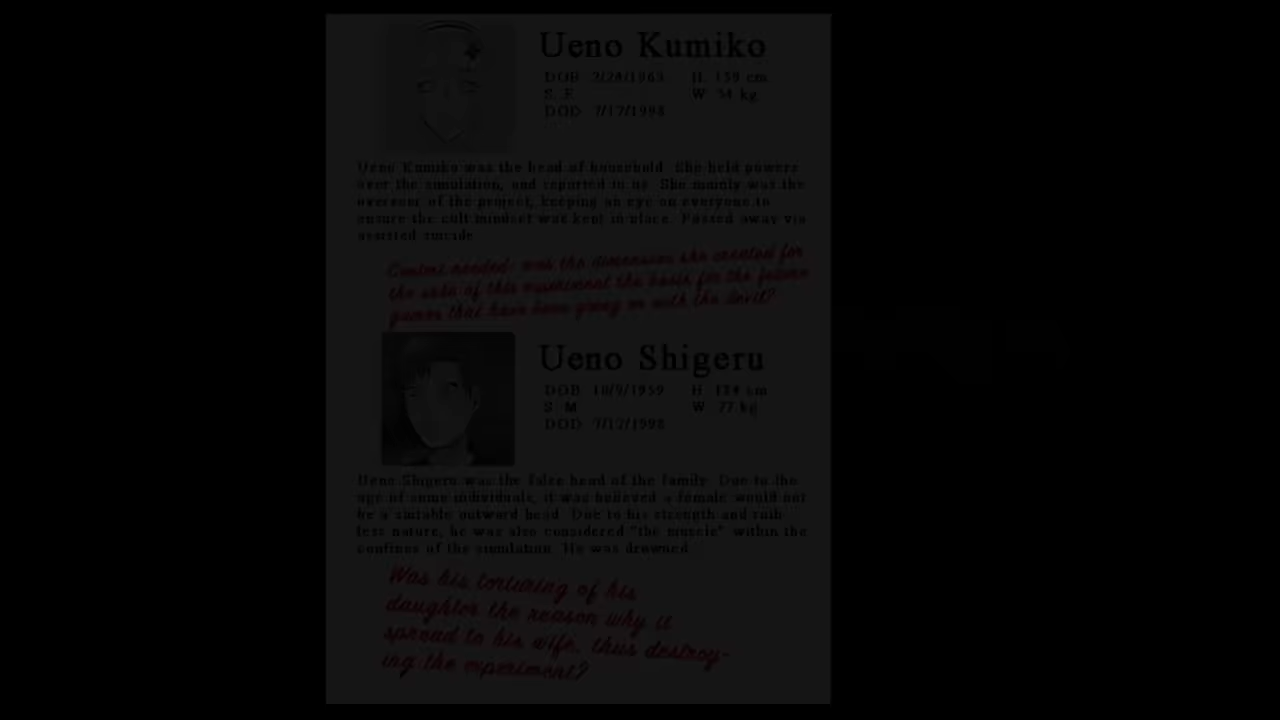 Ueno Kumiko
DOB: 2/28/1963 H: 159 cm
S: F W: 54 kg
DOD: 7/17/1998
Ueno Kumiko was the head of household. She held powers
over the simulation, and reported to us. She mainly was the
overseer of the project, keeping an eye on everyone to
ensure the cult mindset was kept in place. Passed away via
assisted suicide.
needed: was the dimension she created for
the sake of this the basis for the future
games that have been going on with the devil?
Ueno Shigeru
DOB: 10/9/1959 H: 184 cm
S: M W: 77 kg
DOD: 7/17/1998
Ueno Shigeru was the false head of the family. Due to the
age of some individuals, it was believed a female would not
be a suitable outward head. Due to his strength and ruth
less nature, he was also considered "the muscle" within the
confines of the simulation. He was drowned.
Was his torturing of his
daughter the reason why it
spread to his wife, thus destroy-
ing the experiment?